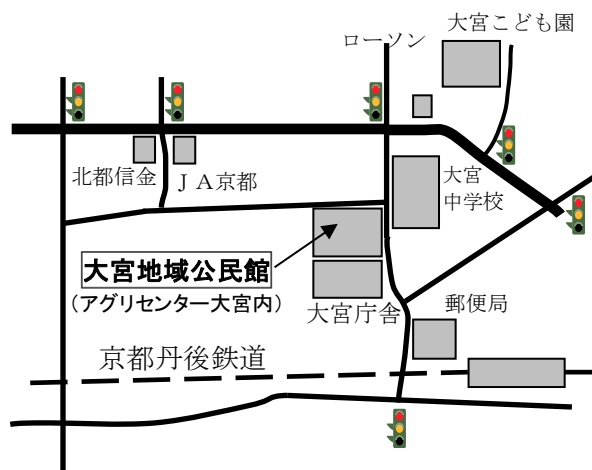 大宮こども園
ローソン
北都信金
ＪＡ京都
大宮
中学校
大宮地域公民館
(アグリセンター大宮内)
大宮庁舎
郵便局
京都丹後鉄道